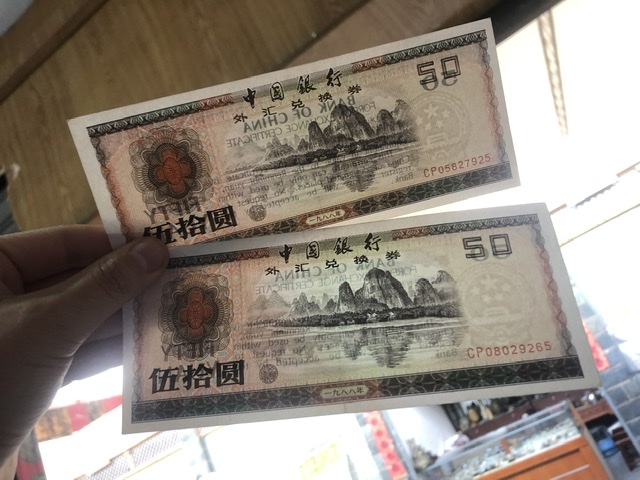 中国银行
50
外汇兑换券
BANK OF CHINA
FOREIGN EXCHANGE CERTIFICATE
CP05827925
FIFTY
伍拾圆
一九八八年
中国银行
50
外汇兑换券
BANK OF CHINA
FOREIGN EXCHANGE CERTIFICATE
CP08029265
FIFTY
伍拾圆
一九八八年